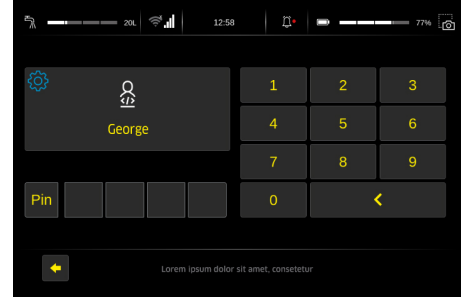 20L 12:58 77%
George
1 2 3
4 5 6
7 8 9
Pin 0
Lorem ipsum dolor sit amet, consetetur